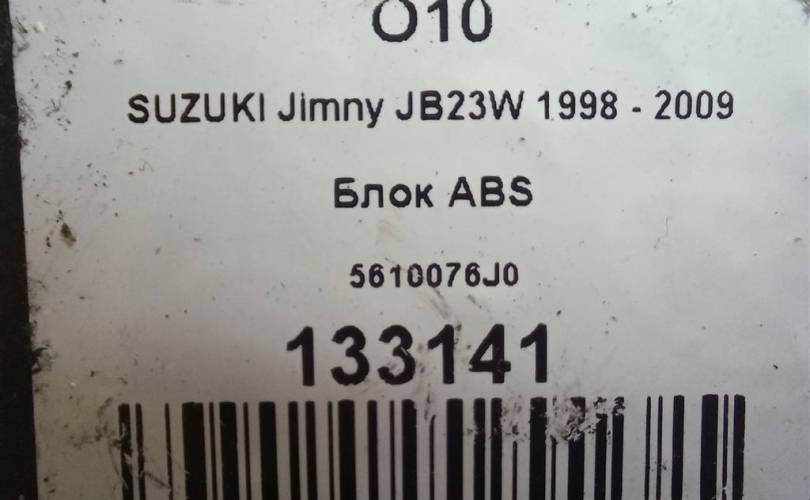 O10
SUZUKI Jimny JB23W 1998 - 2009
Блок ABS
5610076J0
133141